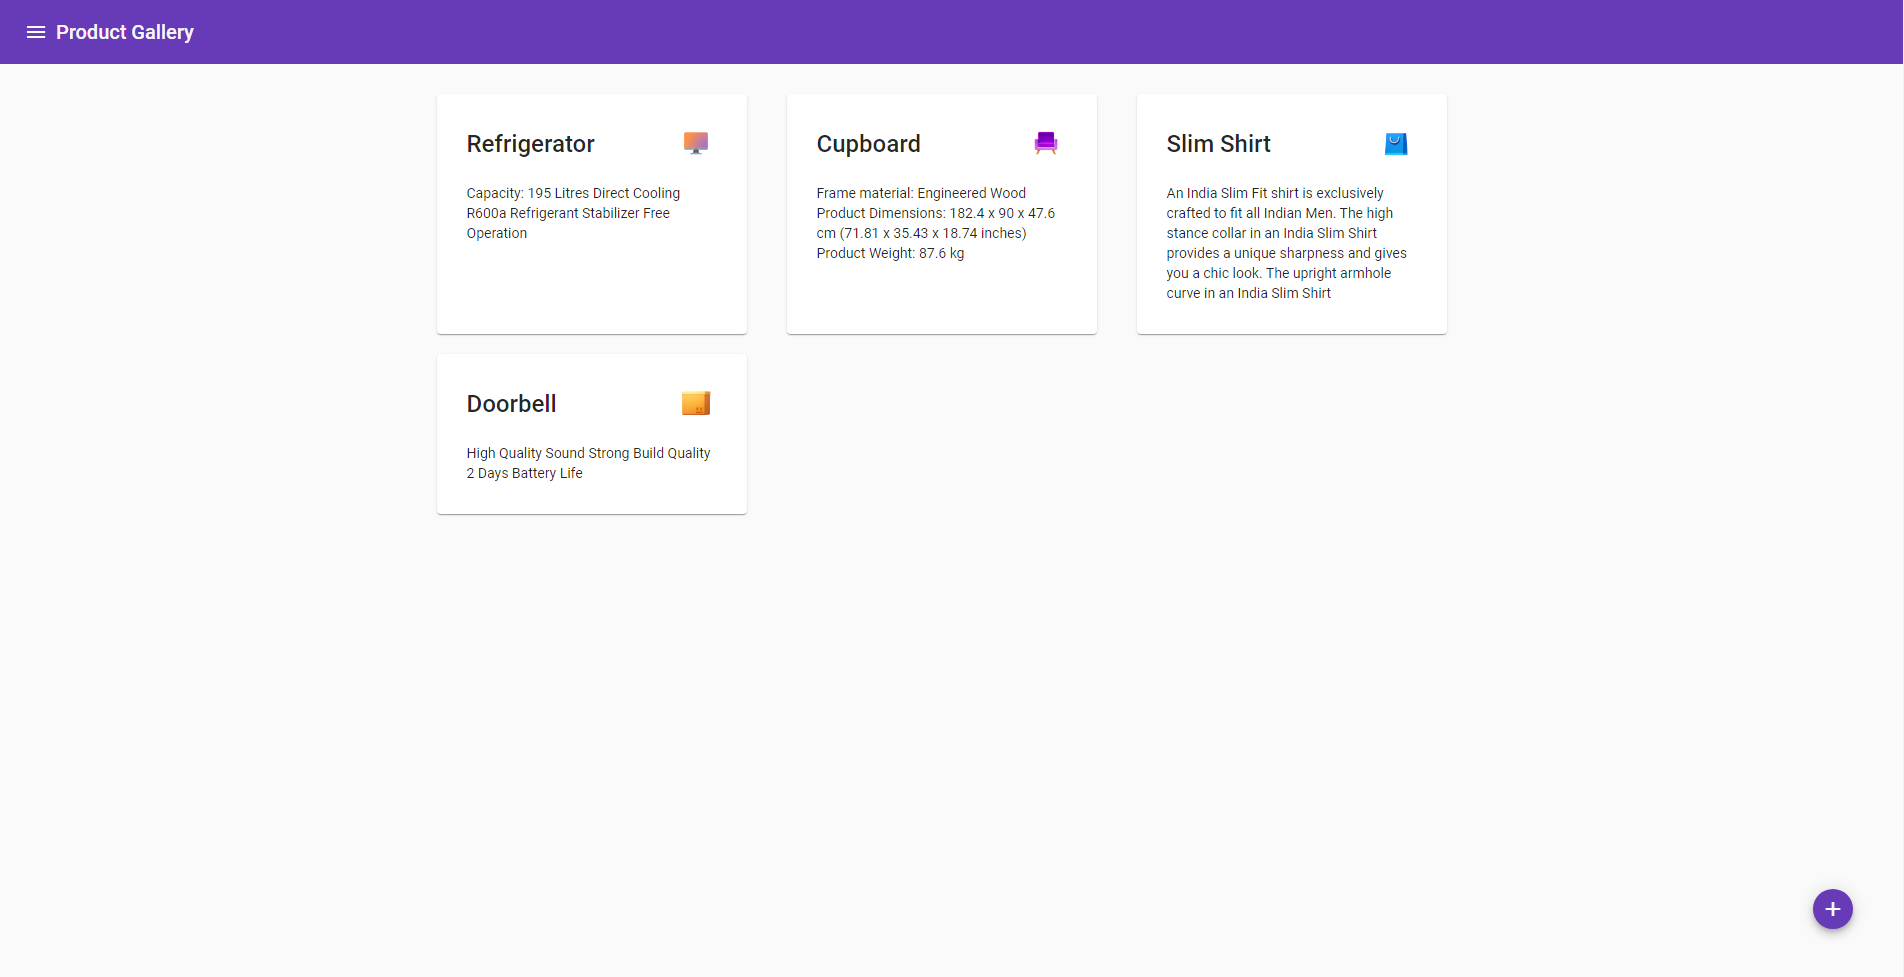 Product Gallery
Refrigerator
Capacity: 195 Litres Direct Cooling
R600a Refrigerant Stabilizer Free
Operation
Cupboard
Frame material: Engineered Wood
Product Dimensions: 182.4 x 90 x 47.6
cm (71.81 x 35.43 x 18.74 inches)
Product Weight: 87.6 kg
Slim Shirt
An India Slim Fit shirt is exclusively
crafted to fit all Indian Men. The high
stance collar in an India Slim Shirt
provides a unique sharpness and gives
you a chic look. The upright armhole
curve in an India Slim Shirt
Doorbell
High Quality Sound Strong Build Quality
2 Days Battery Life